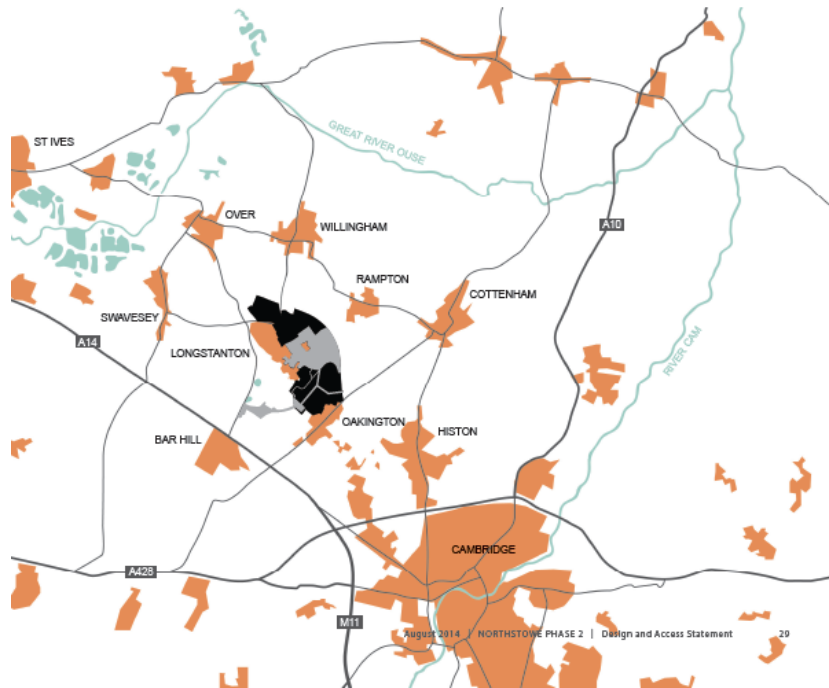 ST IVES
GREAT RIVER OUSE
OVER
WILLINGHAM
A10
RAMPTON
COTTENHAM
SWAVESEY
A14
LONGSTANTON
RIVER CAM
OAKINGTON
HISTON
BAR HILL
CAMBRIDGE
A428
M11
August 2014 | NORTHSTOWE PHASE 2 | Design and Access Statement 29